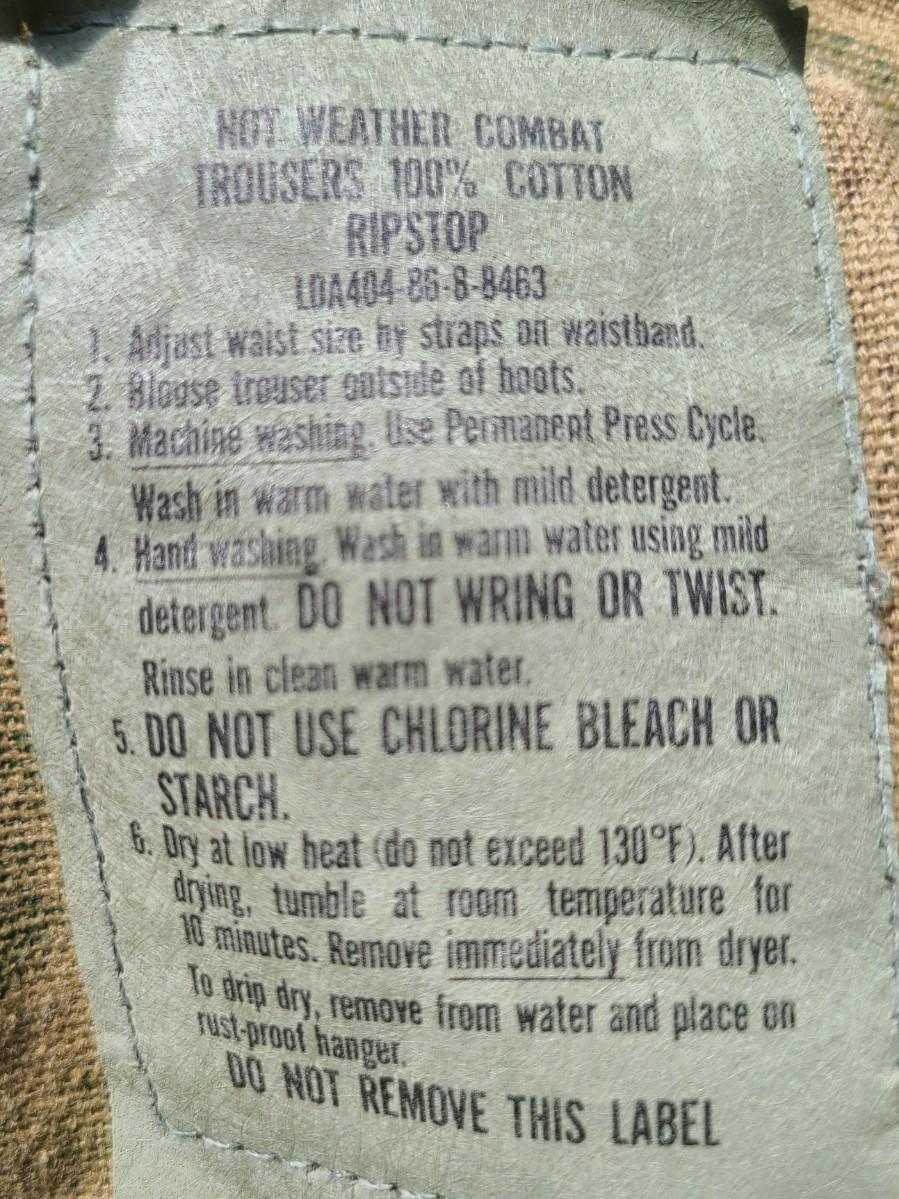 HOT WEATHER COMBAT
TROUSERS 100% COTTON
RIPSTOP
LDA404-86-8-8463
1. Adjust waist size by straps on waistband.
2. Blouse trouser outside of boots.
3. Machine washing. Use Permanent Press Cycle.
Wash in warm water with mild detergent.
4. Hand washing. Wash in warm water using mild
detergent. DO NOT WRING OR TWIST.
Rinse in clean warm water.
5. DO NOT USE CHLORINE BLEACH OR
STARCH.
6. Dry at low heat (do not exceed 130°F). After
drying, tumble at room temperature for
10 minutes. Remove immediately from dryer.
To drip dry, remove from water and place on
rust-proof hanger.
DO NOT REMOVE THIS LABEL